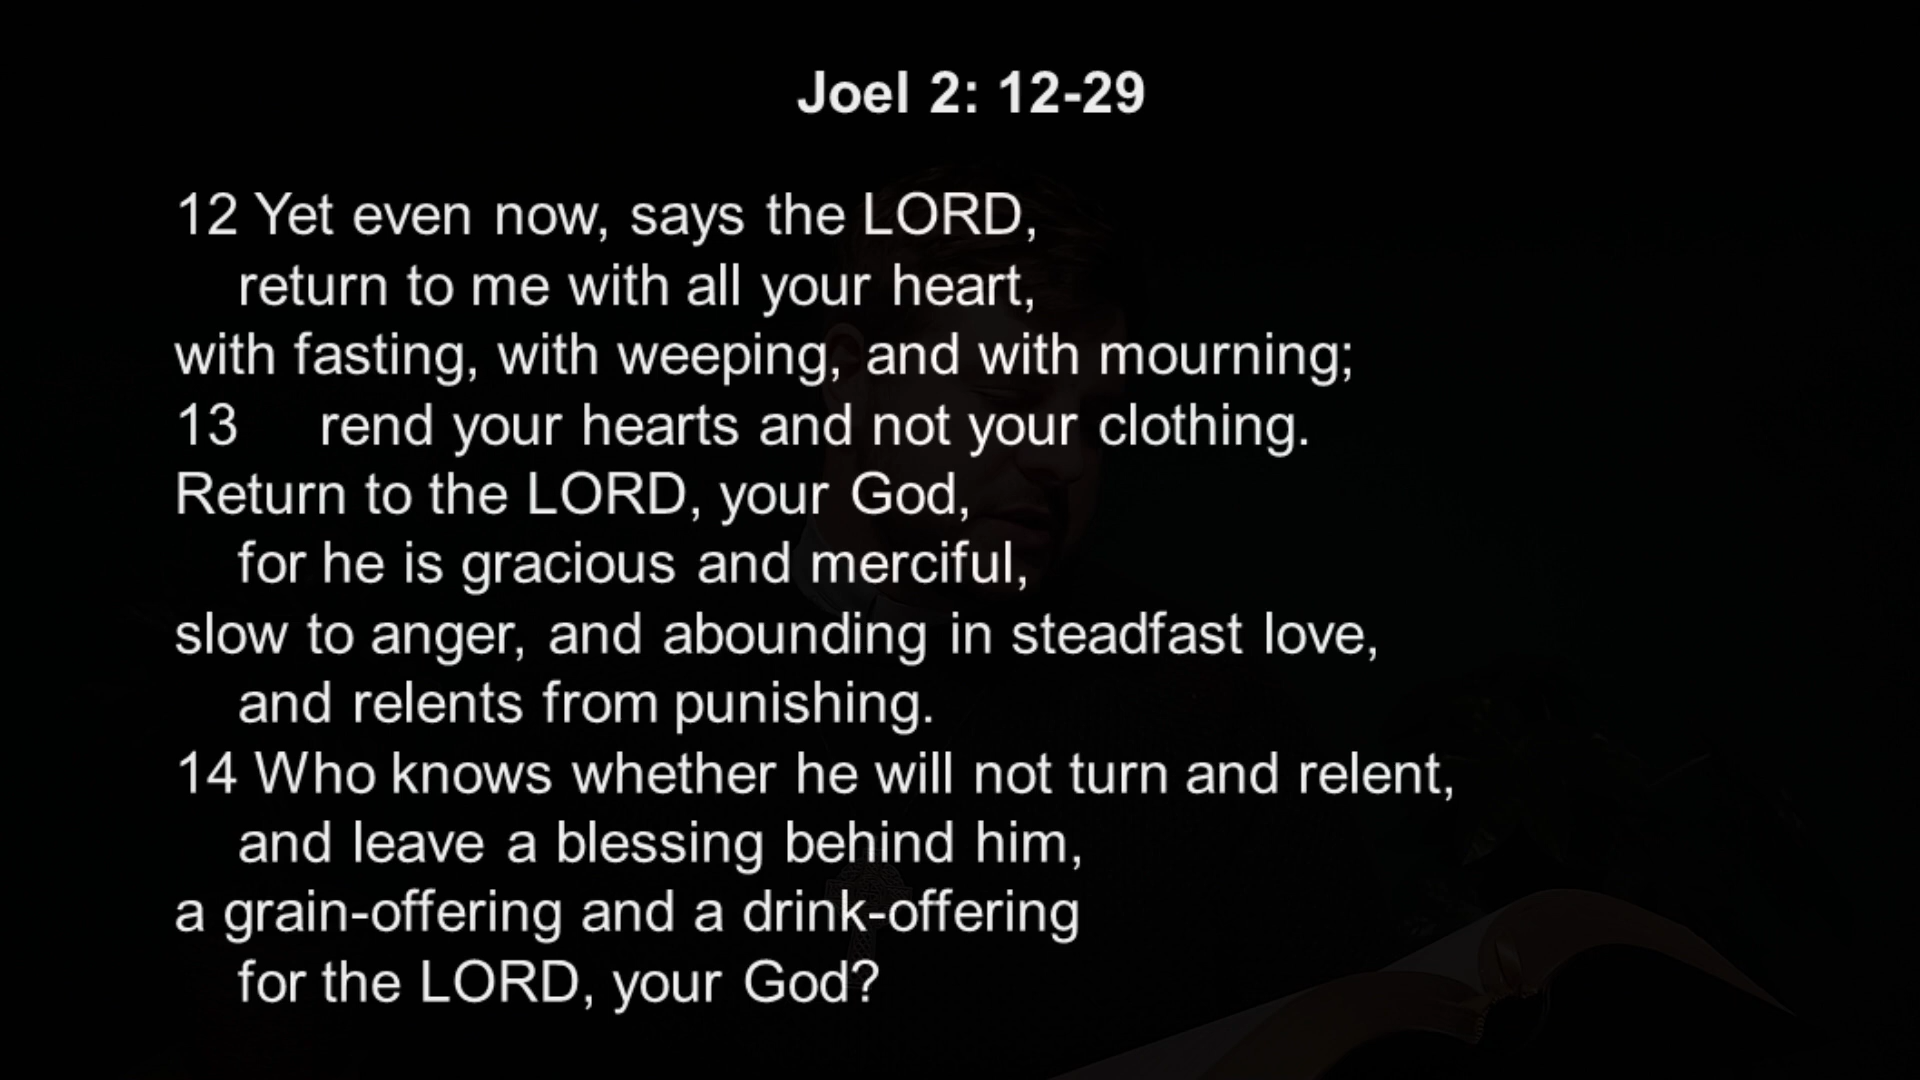 Joel 2: 12-29
12 Yet even now, says the LORD,
return to me with all your heart,
with fasting, with weeping, and with mourning;
13 rend your hearts and not your clothing.
Return to the LORD, your God,
for he is gracious and merciful,
slow to anger, and abounding in steadfast love,
and relents from punishing.
14 Who knows whether he will not turn and relent,
and leave a blessing behind him,
a grain-offering and a drink-offering
for the LORD, your God?